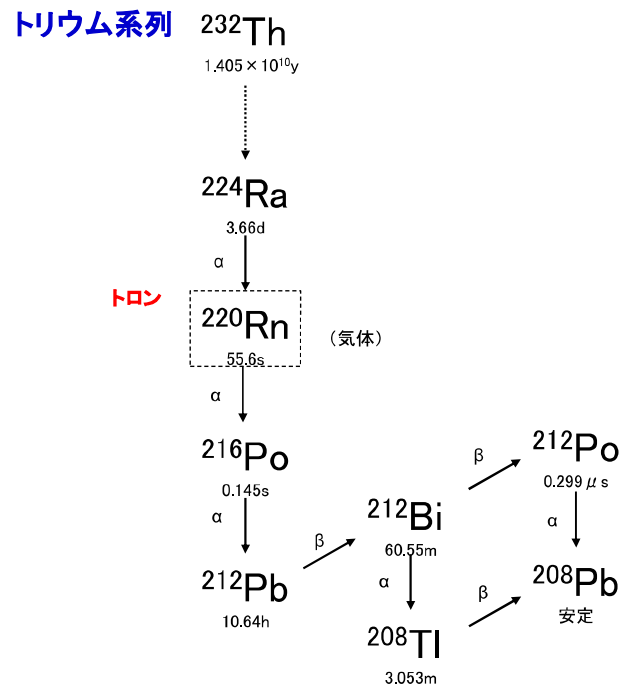 トリウム系列
²³²Th
1.405×10¹⁰y
²²⁴Ra
3.66d
α
トロン
²²⁰Rn
55.6s
(気体)
α
²¹⁶Po
0.145s
α
²¹²Pb
10.64h
β
²¹²Bi
60.55m
α
²⁰⁸Tl
3.053m
β
²¹²Po
0.299μs
α
β
²⁰⁸Pb
安定